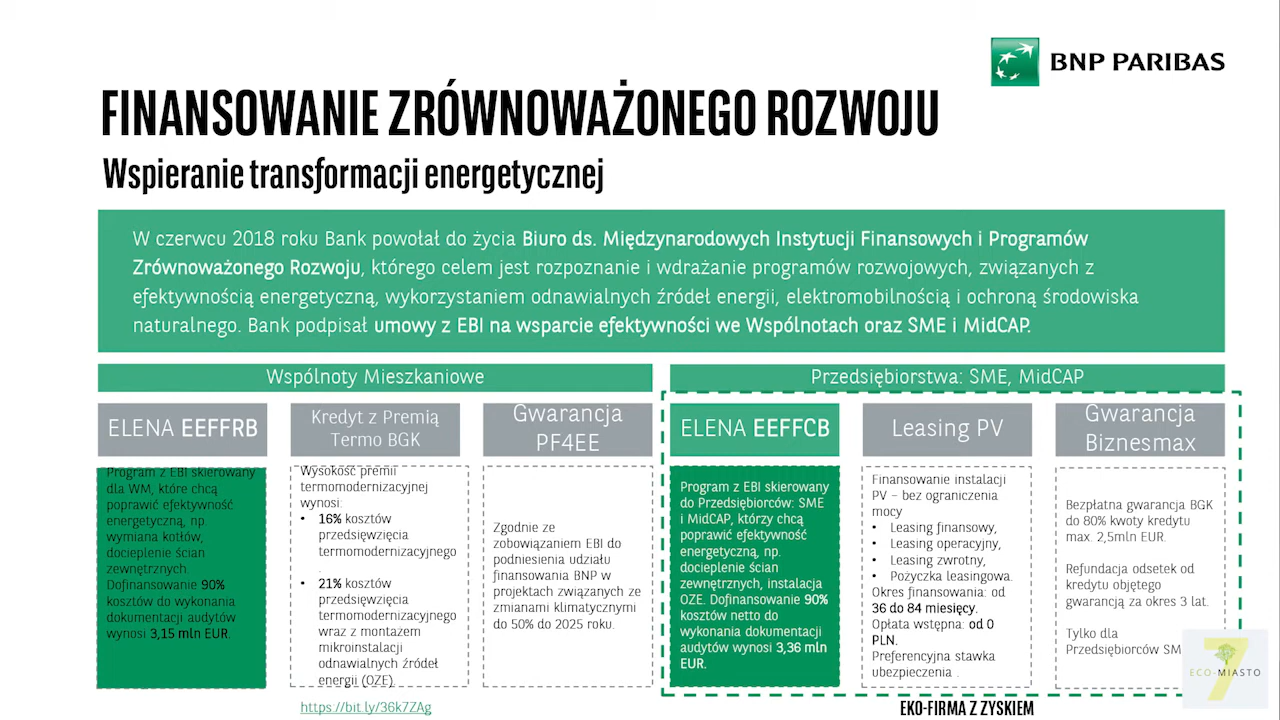 BNP PARIBAS
FINANSOWANIE ZRÓWNOWAŻONEGO ROZWOJU
Wspieranie transformacji energetycznej
W czerwcu 2018 roku Bank powołał do życia Biuro ds. Międzynarodowych Instytucji Finansowych i Programów
Zrównoważonego Rozwoju, którego celem jest rozpoznanie i wdrażanie programów rozwojowych, związanych z
efektywnością energetyczną, wykorzystaniem odnawialnych źródeł energii, elektromobilnością i ochroną środowiska
naturalnego. Bank podpisał umowy z EBI na wsparcie efektywności we Wspólnotach oraz SME i MidCAP.
Wspólnoty Mieszkaniowe
ELENA EEFFRB
Program z EBI skierowany
dla WM, które chcą
poprawić efektywność
energetyczną, np.
wymiana kotłów,
docieplenie ścian
zewnętrznych.
Dofinansowanie 90%
kosztów do wykonania
dokumentacji audytów
wynosi 3,15 mln EUR.
Kredyt z Premią
Termo BGK
Wysokość premii
termomodernizacyjnej
wynosi:
• 16% kosztów
przedsięwzięcia
termomodernizacyjnego
.
• 21% kosztów
przedsięwzięcia
termomodernizacyjnego
wraz z montażem
mikroinstalacji
odnawialnych źródeł
energii (OZE).
https://bit.ly/36k7ZAg
Gwarancja
PF4EE
Zgodnie ze
zobowiązaniem EBI do
podniesienia udziału
finansowania BNP w
projektach związanych ze
zmianami klimatycznymi
do 50% do 2025 roku.
Przedsiębiorstwa: SME, MidCAP
ELENA EEFFCB
Program z EBI skierowany
do Przedsiębiorców: SME
i MidCAP, którzy chcą
poprawić efektywność
energetyczną, np.
docieplenie ścian
zewnętrznych, instalacja
OZE. Dofinansowanie 90%
kosztów netto do
wykonania dokumentacji
audytów wynosi 3,36 mln
EUR.
Leasing PV
Finansowanie instalacji
PV – bez ograniczenia
mocy
• Leasing finansowy,
• Leasing operacyjny,
• Leasing zwrotny,
• Pożyczka leasingowa.
Okres finansowania: od
36 do 84 miesięcy.
Opłata wstępna: od 0
PLN.
Preferencyjna stawka
ubezpieczenia .
Gwarancja
Biznesmax
Bezpłatna gwarancja BGK
do 80% kwoty kredytu
max. 2,5mln EUR.
Refundacja odsetek od
kredytu objętego
gwarancją za okres 3 lat.
Tylko dla
Przedsiębiorców SM
EKO-FIRMA Z ZYSKIEM
7
ECO-MIASTO